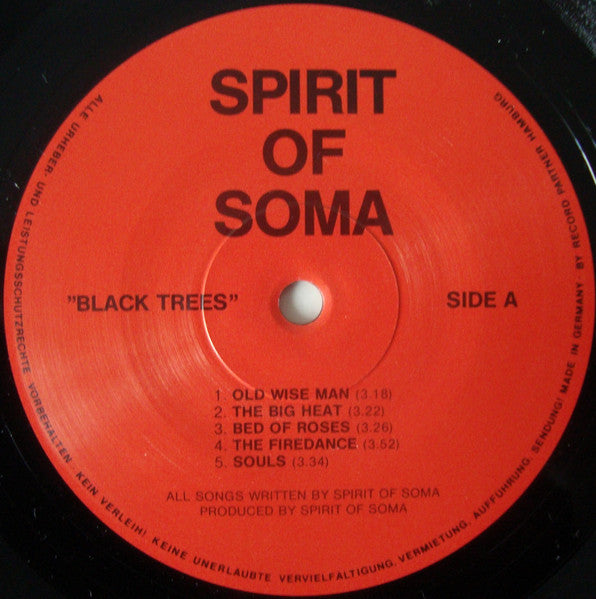 SPIRIT
OF
SOMA
"BLACK TREES"
SIDE A
1. OLD WISE MAN (3.18)
2. THE BIG HEAT (3.22)
3. BED OF ROSES (3.26)
4. THE FIREDANCE (3.52)
5. SOULS (3.34)
ALL SONGS WRITTEN BY SPIRIT OF SOMA
PRODUCED BY SPIRIT OF SOMA
ALLE URHEBER- UND LEISTUNGSSCHUTZRECHTE VORBEHALTEN. KEIN VERLEIH! KEINE UNERLAUBTE VERVIELFÄLTIGUNG, VERMIETUNG, AUFFÜHRUNG, SENDUNG! MADE IN GERMANY BY RECORD PARTNER HAMBURG